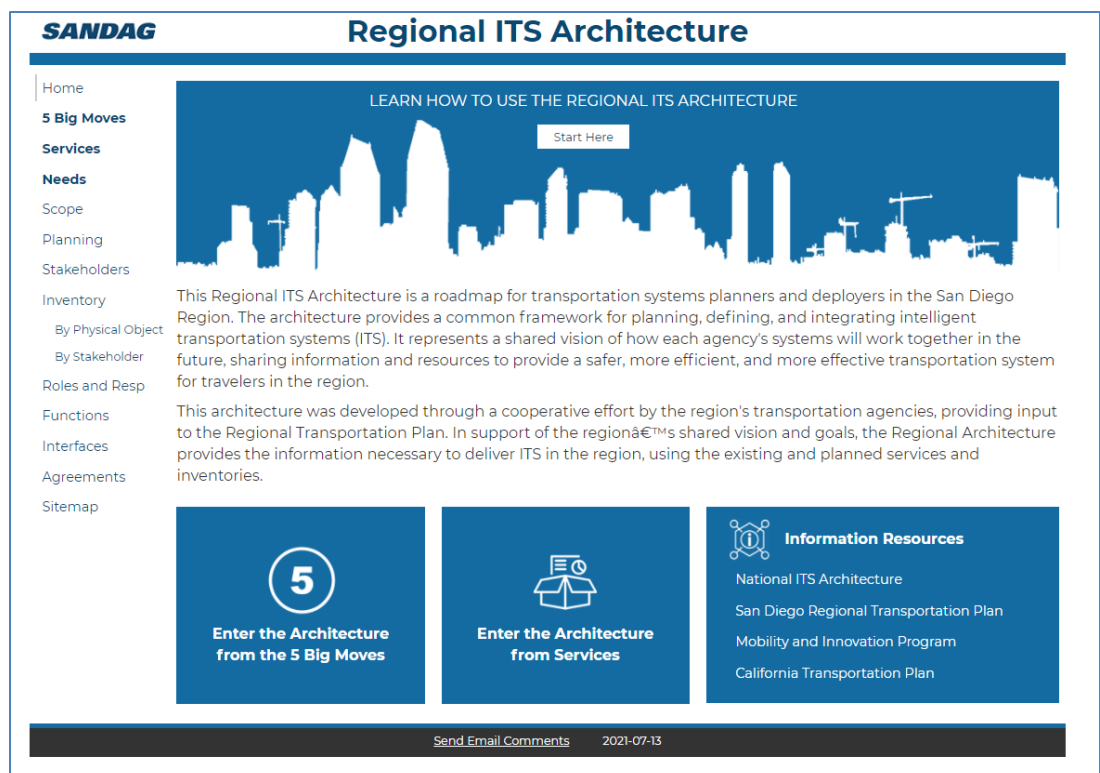 SANDAG
Regional ITS Architecture
Home
5 Big Moves
Services
Needs
Scope
Planning
Stakeholders
Inventory
By Physical Object
By Stakeholder
Roles and Resp
Functions
Interfaces
Agreements
Sitemap
LEARN HOW TO USE THE REGIONAL ITS ARCHITECTURE
Start Here
This Regional ITS Architecture is a roadmap for transportation systems planners and deployers in the San Diego
Region. The architecture provides a common framework for planning, defining, and integrating intelligent
transportation systems (ITS). It represents a shared vision of how each agency's systems will work together in the
future, sharing information and resources to provide a safer, more efficient, and more effective transportation system
for travelers in the region.
This architecture was developed through a cooperative effort by the region's transportation agencies, providing input
to the Regional Transportation Plan. In support of the regionâ€™s shared vision and goals, the Regional Architecture
provides the information necessary to deliver ITS in the region, using the existing and planned services and
inventories.
5
Enter the Architecture
from the 5 Big Moves
Enter the Architecture
from Services
Information Resources
National ITS Architecture
San Diego Regional Transportation Plan
Mobility and Innovation Program
California Transportation Plan
Send Email Comments 2021-07-13